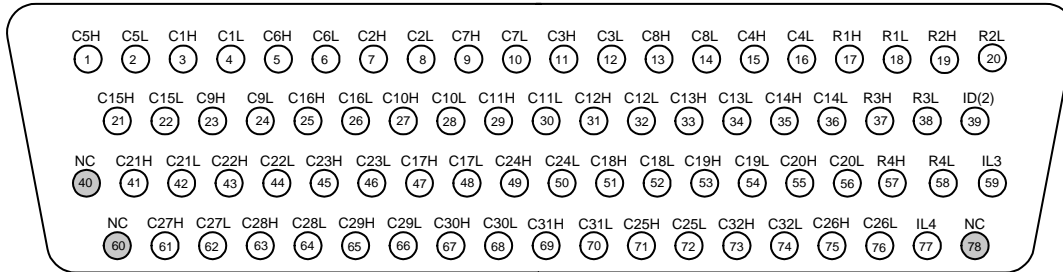 C5H C5L C1H C1L C6H C6L C2H C2L C7H C7L C3H C3L C8H C8L C4H C4L R1H R1L R2H R2L
1 2 3 4 5 6 7 8 9 10 11 12 13 14 15 16 17 18 19 20
C15H C15L C9H C9L C16H C16L C10H C10L C11H C11L C12H C12L C13H C13L C14H C14L R3H R3L ID(2)
21 22 23 24 25 26 27 28 29 30 31 32 33 34 35 36 37 38 39
NC C21H C21L C22H C22L C23H C23L C17H C17L C24H C24L C18H C18L C19H C19L C20H C20L R4H R4L IL3
40 41 42 43 44 45 46 47 48 49 50 51 52 53 54 55 56 57 58 59
NC C27H C27L C28H C28L C29H C29L C30H C30L C31H C31L C25H C25L C32H C32L C26H C26L IL4 NC
60 61 62 63 64 65 66 67 68 69 70 71 72 73 74 75 76 77 78